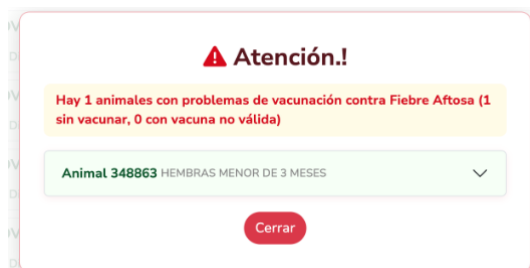 Atención.!
Hay 1 animales con problemas de vacunación contra Fiebre Aftosa (1
sin vacunar, 0 con vacuna no válida)
Animal 348863 HEMBRAS MENOR DE 3 MESES
Cerrar